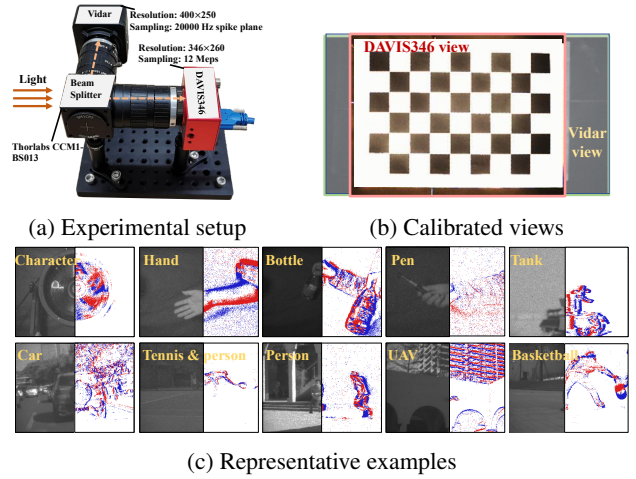 Resolution: 400×250
Sampling: 20000 Hz spike plane
Vidar
Resolution: 346×260
Sampling: 12 Meps
Light
Beam
Splitter
DAVIS346
Thorlabs CCM1-
BS013
(a) Experimental setup
DAVIS346 view
Vidar
view
(b) Calibrated views
Character
Hand
Bottle
Pen
Tank
P
Car
Tennis & person
Person
UAV
Basketball
(c) Representative examples